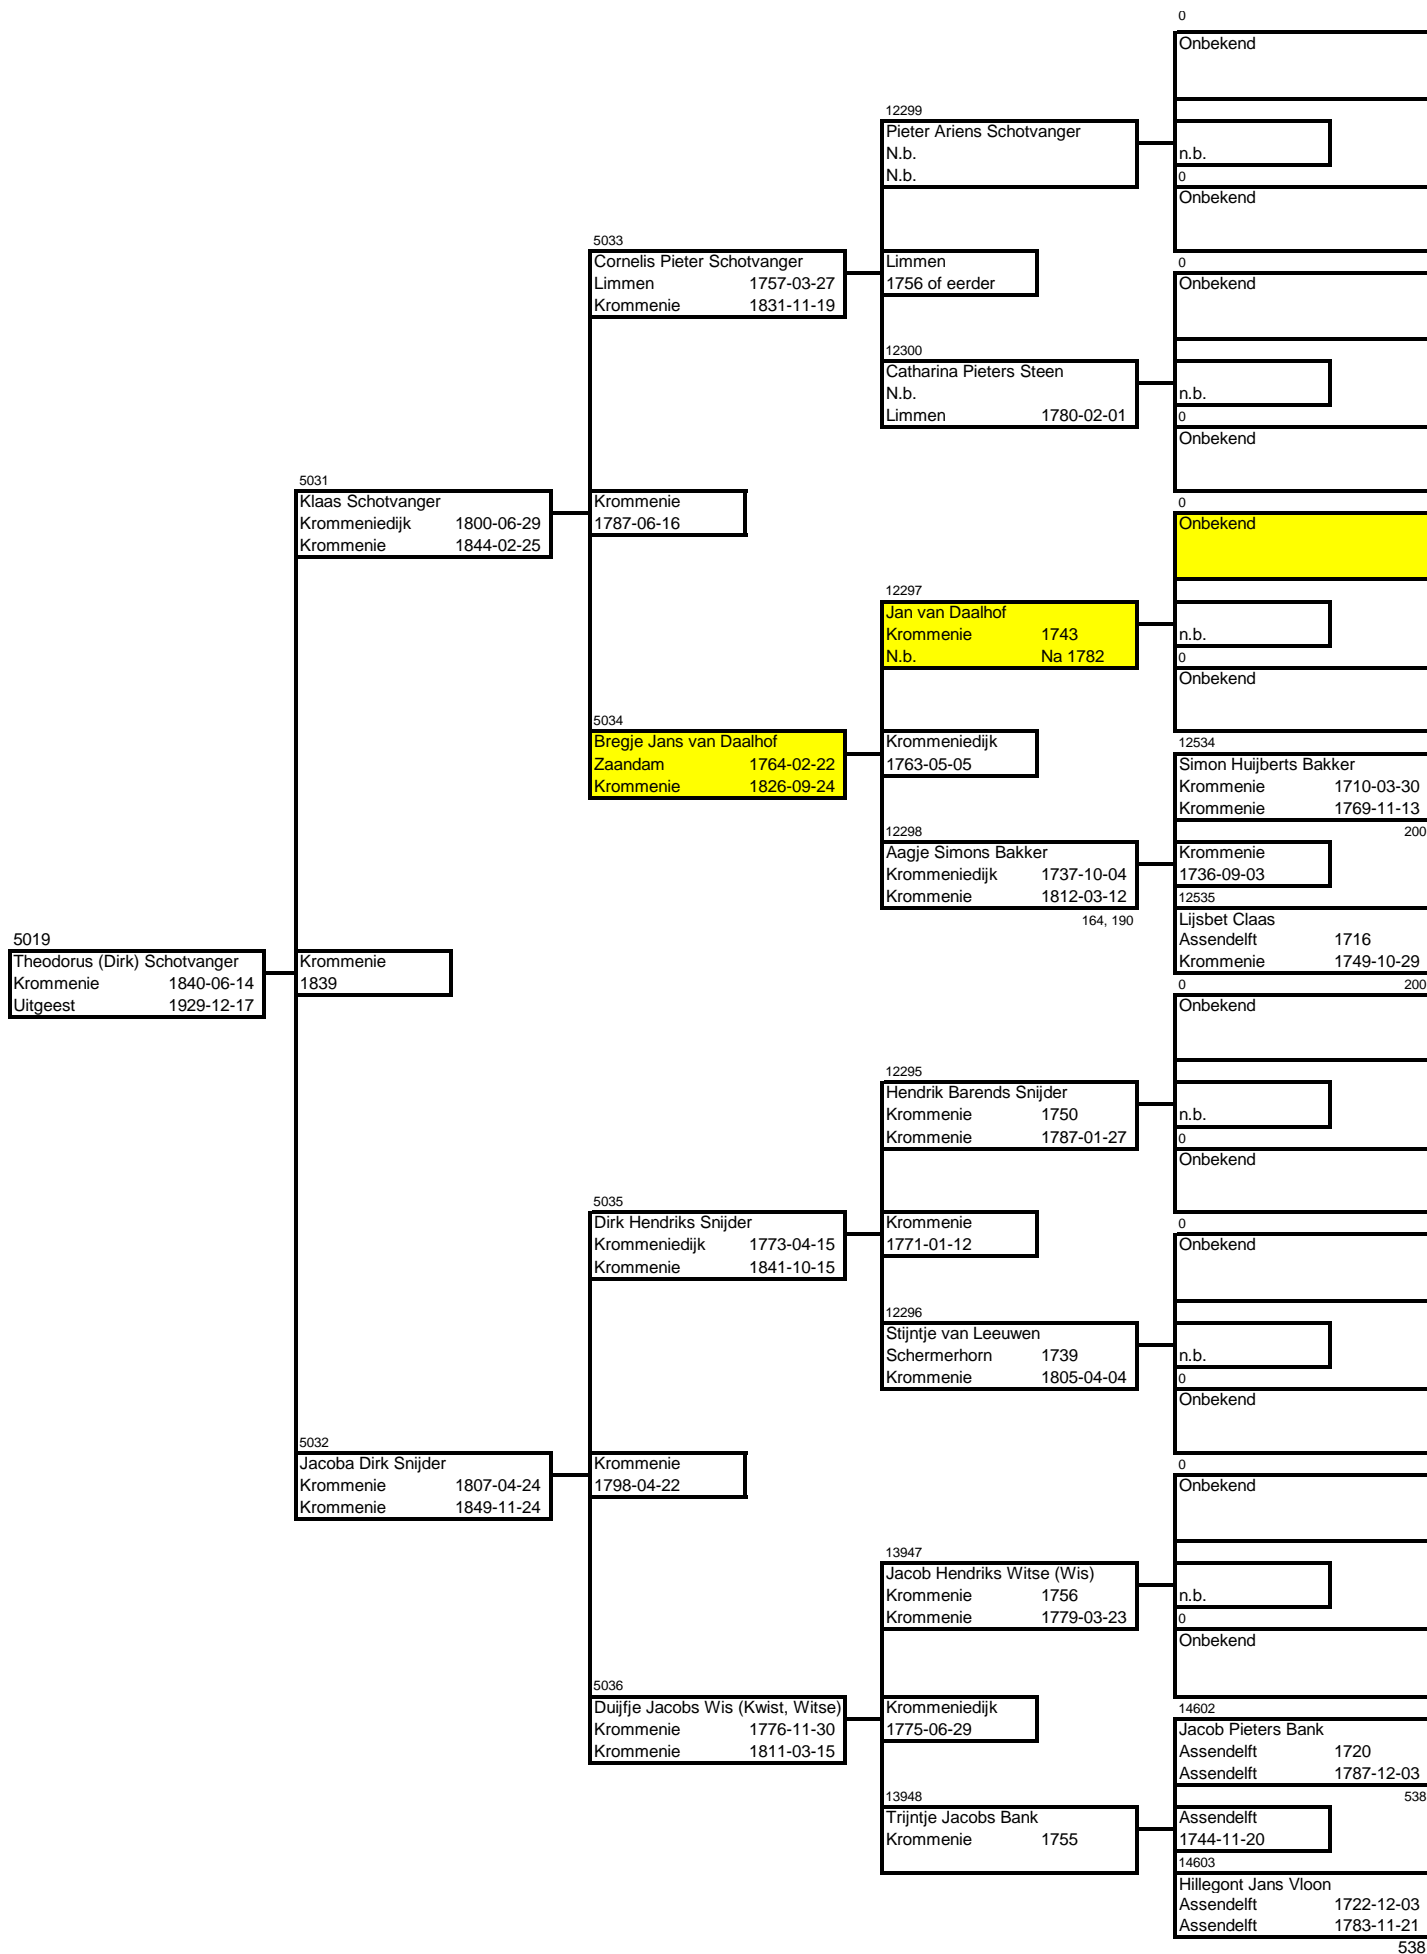 0
Onbekend
12299
Pieter Ariens Schotvanger
N.b.
N.b.
n.b.
0
Onbekend
5033
Cornelis Pieter Schotvanger
Limmen 1757-03-27
Krommenie 1831-11-19
Limmen
1756 of eerder
0
Onbekend
12300
Catharina Pieters Steen
N.b.
Limmen 1780-02-01
n.b.
0
Onbekend
5031
Klaas Schotvanger
Krommeniedijk 1800-06-29
Krommenie 1844-02-25
Krommenie
1787-06-16
0
Onbekend
12297
Jan van Daalhof
Krommenie 1743
N.b. Na 1782
n.b.
0
Onbekend
5034
Bregje Jans van Daalhof
Zaandam 1764-02-22
Krommenie 1826-09-24
Krommeniedijk
1763-05-05
12534
Simon Huijberts Bakker
Krommenie 1710-03-30
Krommenie 1769-11-13
200
12298
Aagje Simons Bakker
Krommeniedijk 1737-10-04
Krommenie 1812-03-12
164, 190
Krommenie
1736-09-03
12535
Lijsbet Claas
Assendelft 1716
Krommenie 1749-10-29
200
5019
Theodorus (Dirk) Schotvanger
Krommenie 1840-06-14
Uitgeest 1929-12-17
Krommenie
1839
0
Onbekend
12295
Hendrik Barends Snijder
Krommenie 1750
Krommenie 1787-01-27
n.b.
0
Onbekend
5035
Dirk Hendriks Snijder
Krommeniedijk 1773-04-15
Krommenie 1841-10-15
Krommenie
1771-01-12
0
Onbekend
12296
Stijntje van Leeuwen
Schermerhorn 1739
Krommenie 1805-04-04
n.b.
0
Onbekend
5032
Jacoba Dirk Snijder
Krommenie 1807-04-24
Krommenie 1849-11-24
Krommenie
1798-04-22
0
Onbekend
13947
Jacob Hendriks Witse (Wis)
Krommenie 1756
Krommenie 1779-03-23
n.b.
0
Onbekend
5036
Duijfje Jacobs Wis (Kwist, Witse)
Krommenie 1776-11-30
Krommenie 1811-03-15
Krommeniedijk
1775-06-29
14602
Jacob Pieters Bank
Assendelft 1720
Assendelft 1787-12-03
538
13948
Trijntje Jacobs Bank
Krommenie 1755
Assendelft
1744-11-20
14603
Hillegont Jans Vloon
Assendelft 1722-12-03
Assendelft 1783-11-21
538